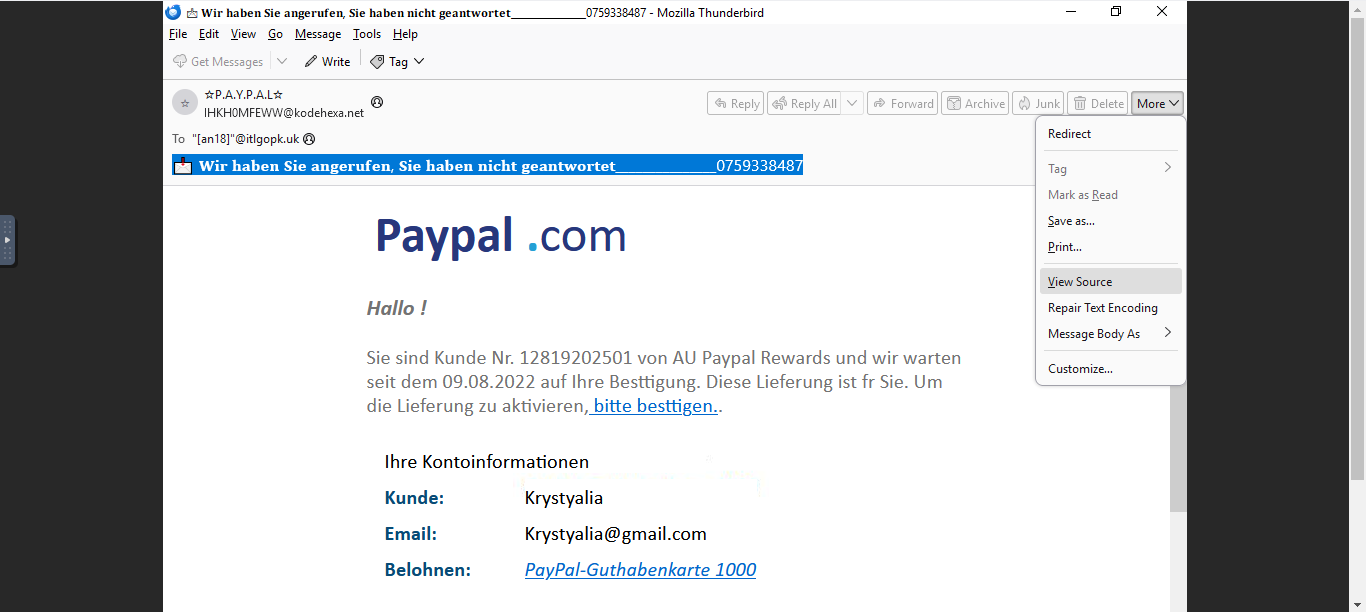 Wir haben Sie angerufen, Sie haben nicht geantwortet______________0759338487 - Mozilla Thunderbird
File Edit View Go Message Tools Help
Get Messages Write Tag
☆P.A.Y.P.A.L☆
IHKH0MFEWW@kodehexa.net
Reply Reply All Forward Archive Junk Delete More
To "[an18]"@itlgopk.uk
Wir haben Sie angerufen, Sie haben nicht geantwortet______________0759338487
Redirect
Tag
Mark as Read
Save as...
Print...
View Source
Repair Text Encoding
Message Body As
Customize...
Paypal .com
Hallo !
Sie sind Kunde Nr. 12819202501 von AU Paypal Rewards und wir warten
seit dem 09.08.2022 auf Ihre Besttigung. Diese Lieferung ist fr Sie. Um
die Lieferung zu aktivieren, bitte besttigen..
Ihre Kontoinformationen
Kunde: Krystyalia
Email: Krystyalia@gmail.com
Belohnen: PayPal-Guthabenkarte 1000